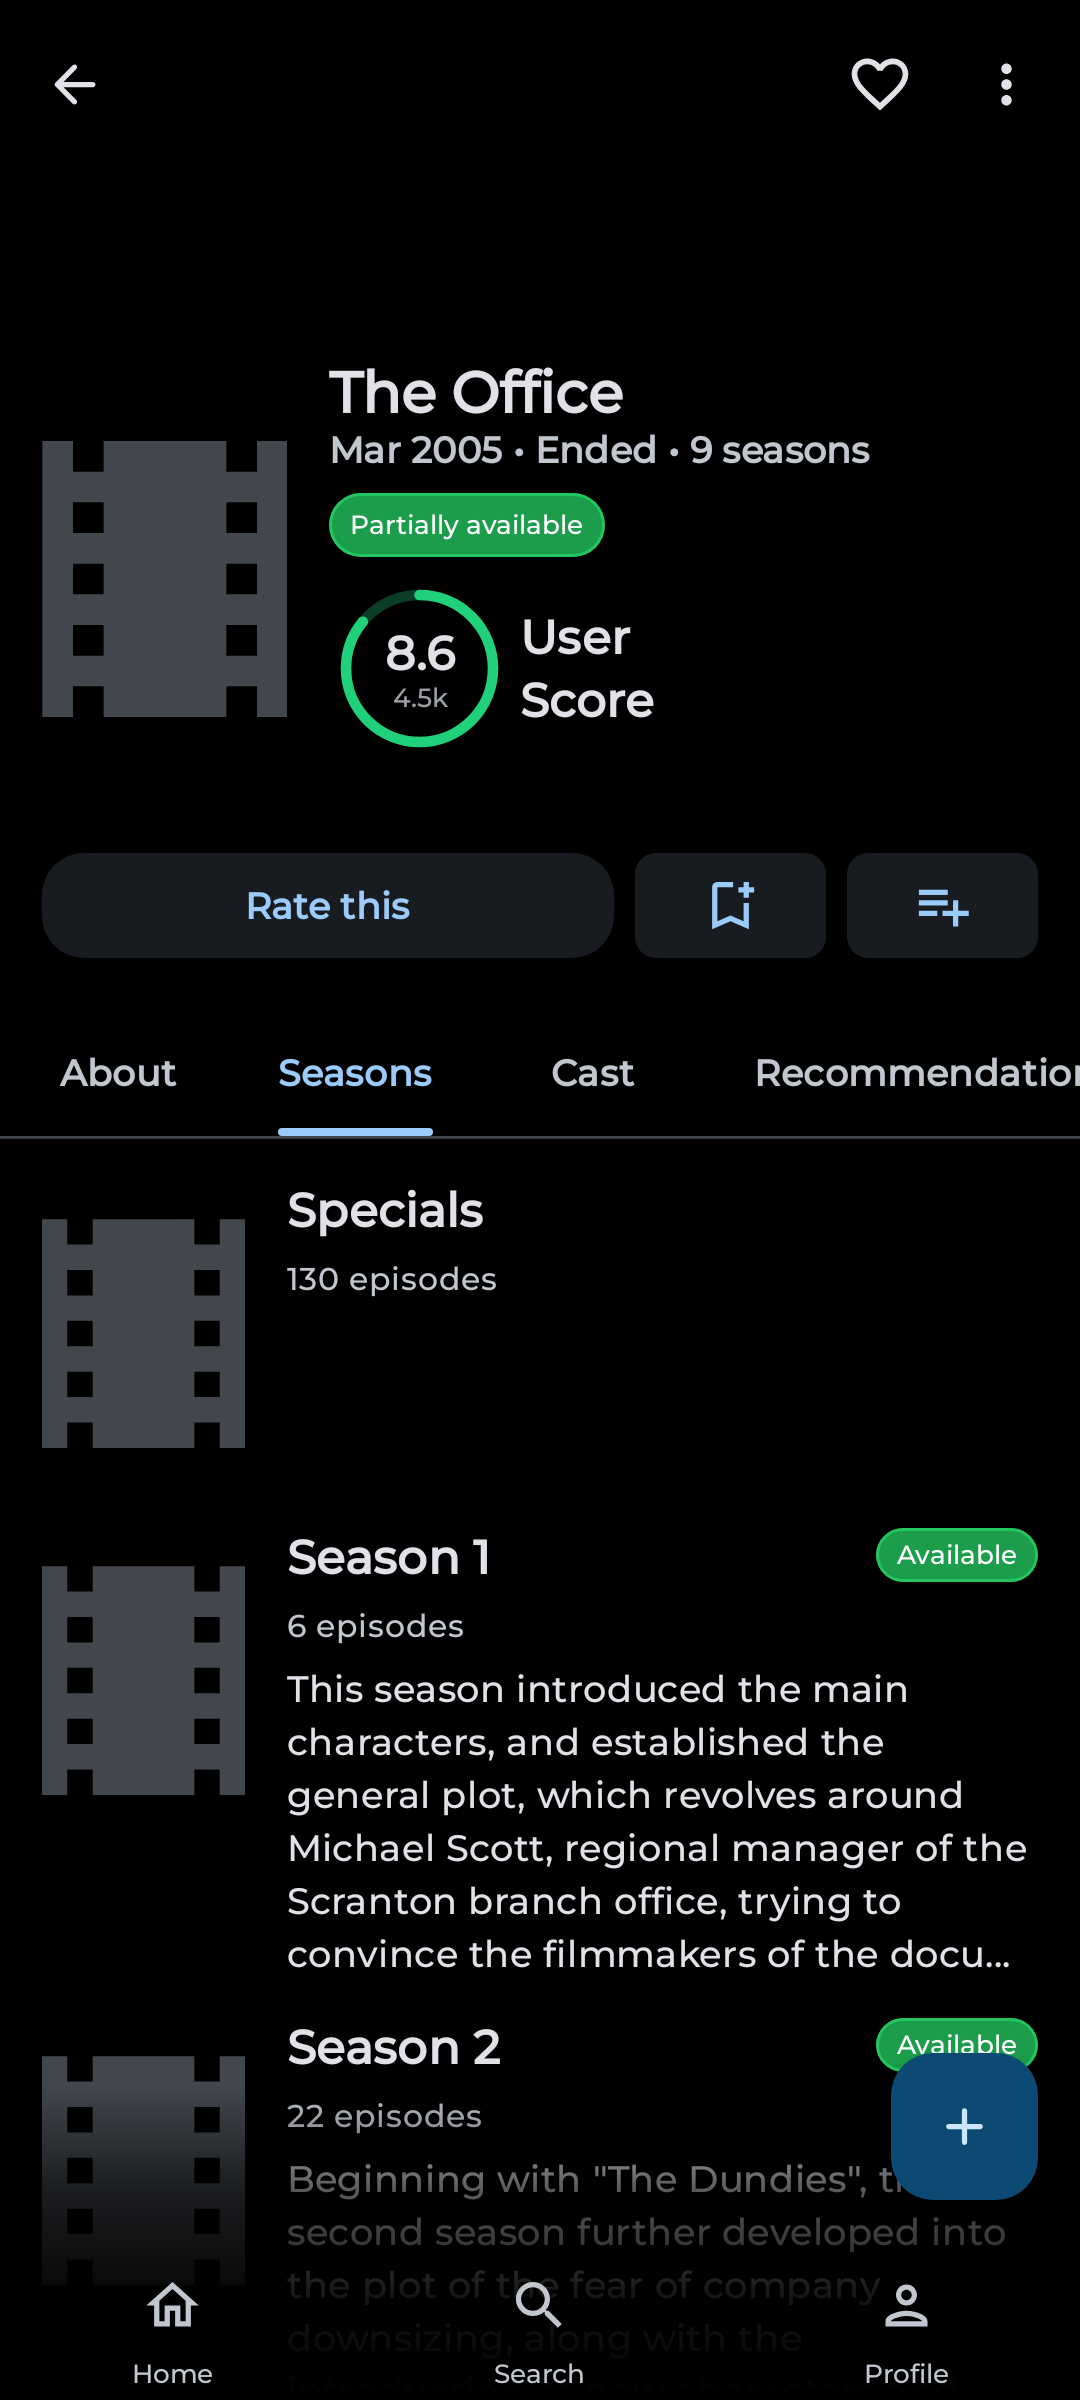 The Office
Mar 2005 • Ended • 9 seasons
Partially available
8.6
4.5k
User
Score
Rate this
About
Seasons
Cast
Recommendation
Specials
130 episodes
Season 1
Available
6 episodes
This season introduced the main
characters, and established the
general plot, which revolves around
Michael Scott, regional manager of the
Scranton branch office, trying to
convince the filmmakers of the docu...
Season 2
Available
22 episodes
Beginning with "The Dundies",
second season further developed into
the plot of the fear of company
downsizing, along with the
Home
Search
Profile